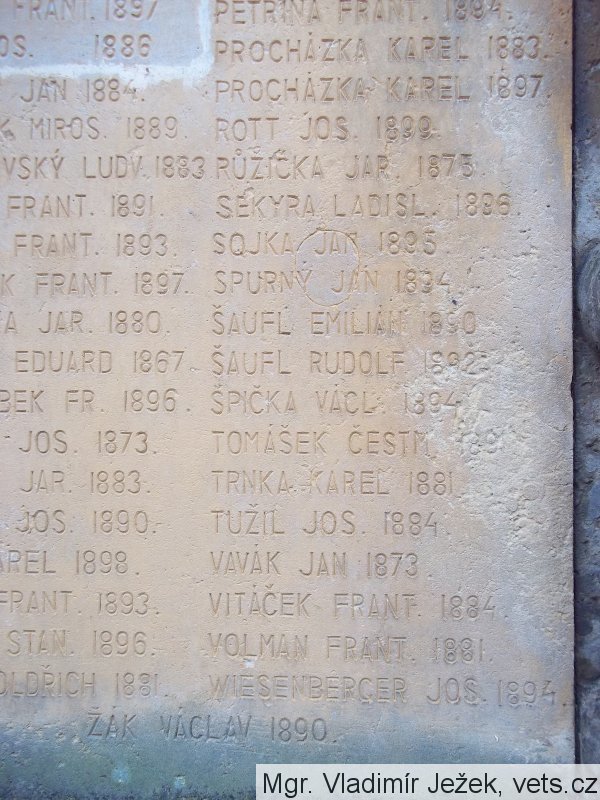 FRANT. 1897 PETRINA FRANT. 1884.
1886 PROCHÁZKA KAREL 1883.
JAN 1884. PROCHÁZKA KAREL 1897.
MIROS. 1889. ROTT JOS. 1899.
VSKÝ LUDV. 1883 RŮŽIČKA JAR. 1875.
FRANT. 1891. SEKYRA LADISL. 1896.
FRANT. 1893. SOJKA JAN 1895
K FRANT. 1897. SPURNÝ JAN 1894.
A JAR. 1880. ŠAUFL EMILIAN 1890
EDUARD 1867 ŠAUFL RUDOLF 1892
BEK FR. 1896. ŠPIČKA VÁCL. 1894
JOS. 1873. TOMÁŠEK ČESTM.
JAR. 1883. TRNKA KAREL 1881.
JOS. 1890. TUŽIL JOS. 1884.
AREL 1898. VAVÁK JAN 1873.
FRANT. 1893. VITÁČEK FRANT. 1884.
STAN. 1896. VOLMAN FRANT. 1881.
OLDŘICH 1881. WIESENBERGER JOS. 1894.
ŽÁK VÁCLAV 1890.
Mgr. Vladimír Ježek, vets.cz